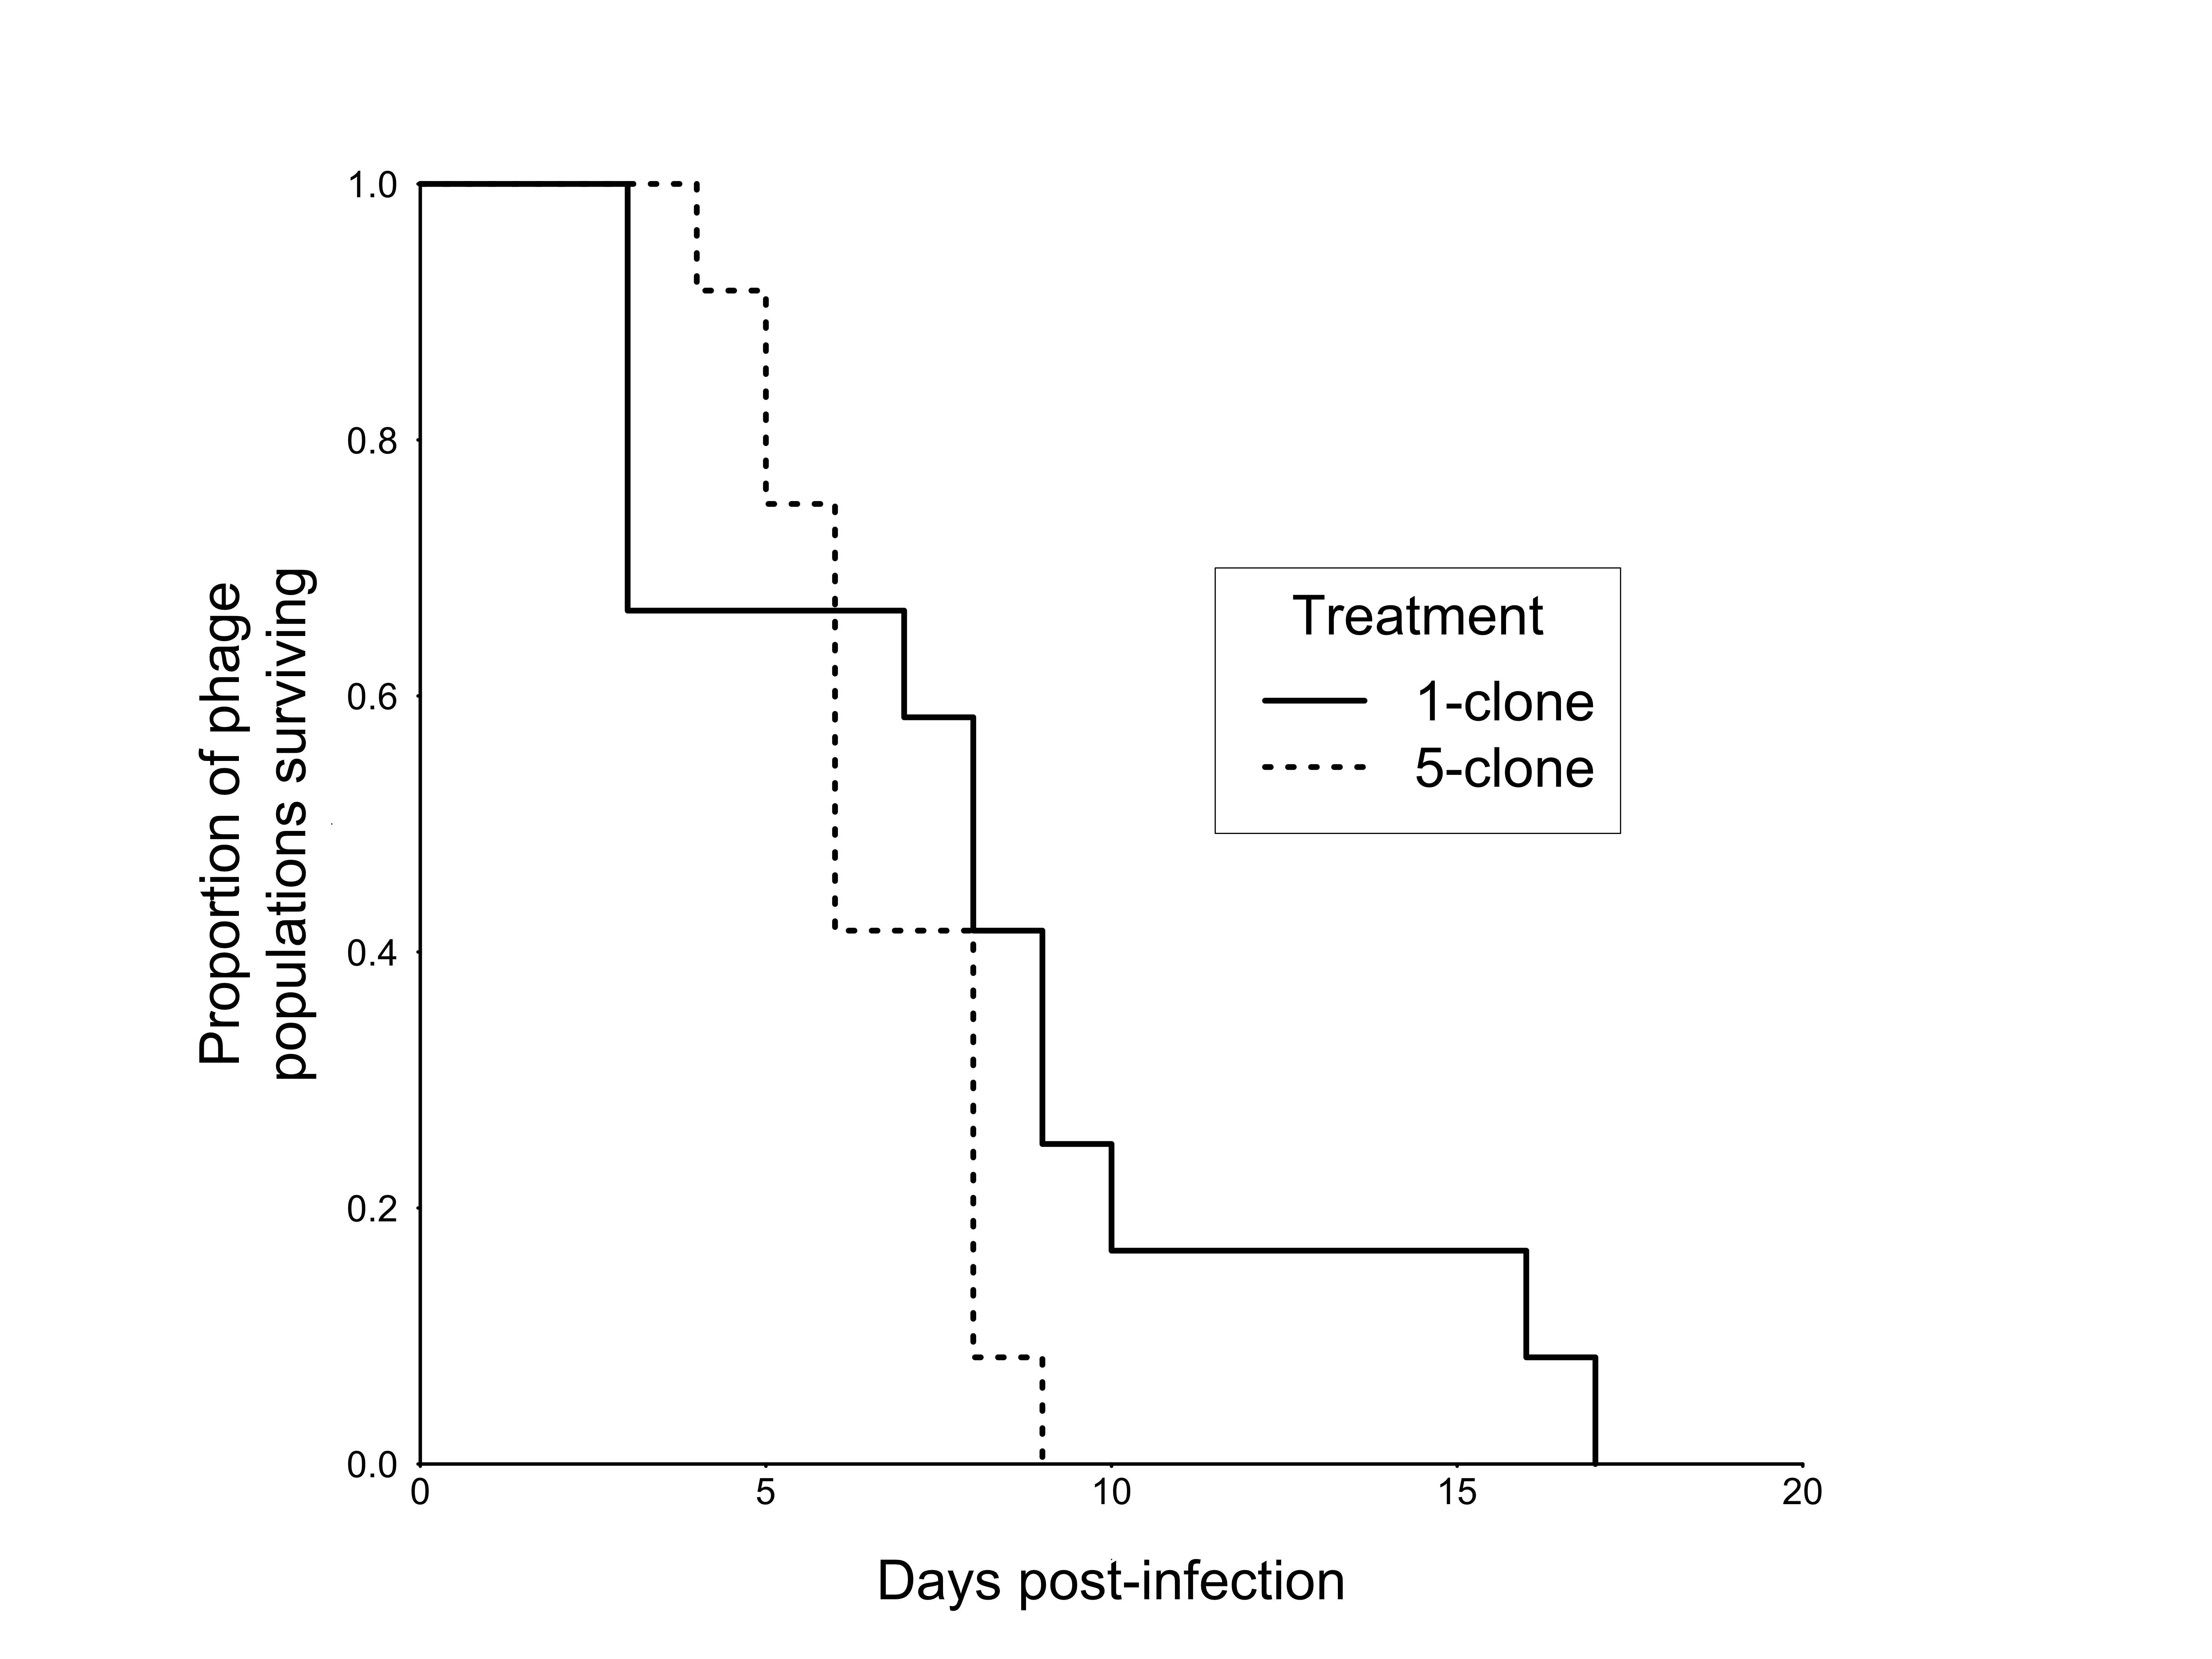 Proportion of phage
populations surviving
1.0
0.8
0.6
0.4
0.2
0.0
Treatment
1-clone
5-clone
0 5 10 15 20
Days post-infection